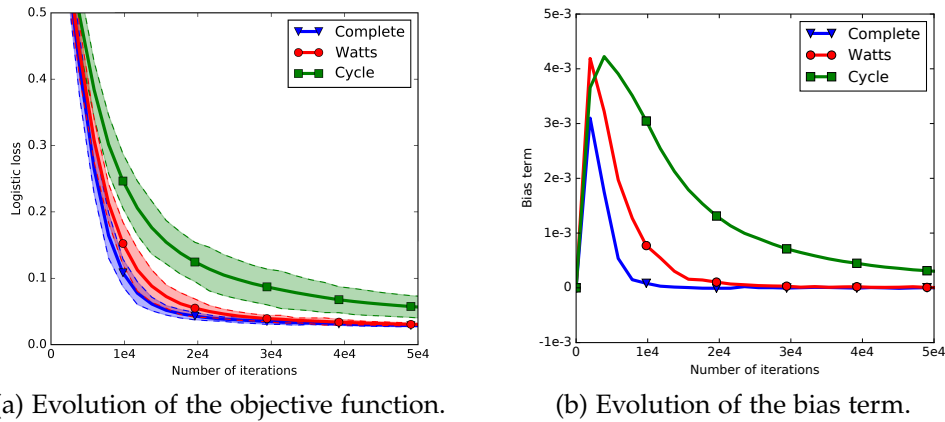 0.5
0.4
0.3
0.2
0.1
0.0
Logistic loss
0
1e4
2e4
3e4
4e4
5e4
Number of iterations
Complete
Watts
Cycle
(a) Evolution of the objective function.
5e-3
4e-3
3e-3
2e-3
1e-3
0
-1e-3
Bias term
0
1e4
2e4
3e4
4e4
5e4
Number of iterations
Complete
Watts
Cycle
(b) Evolution of the bias term.